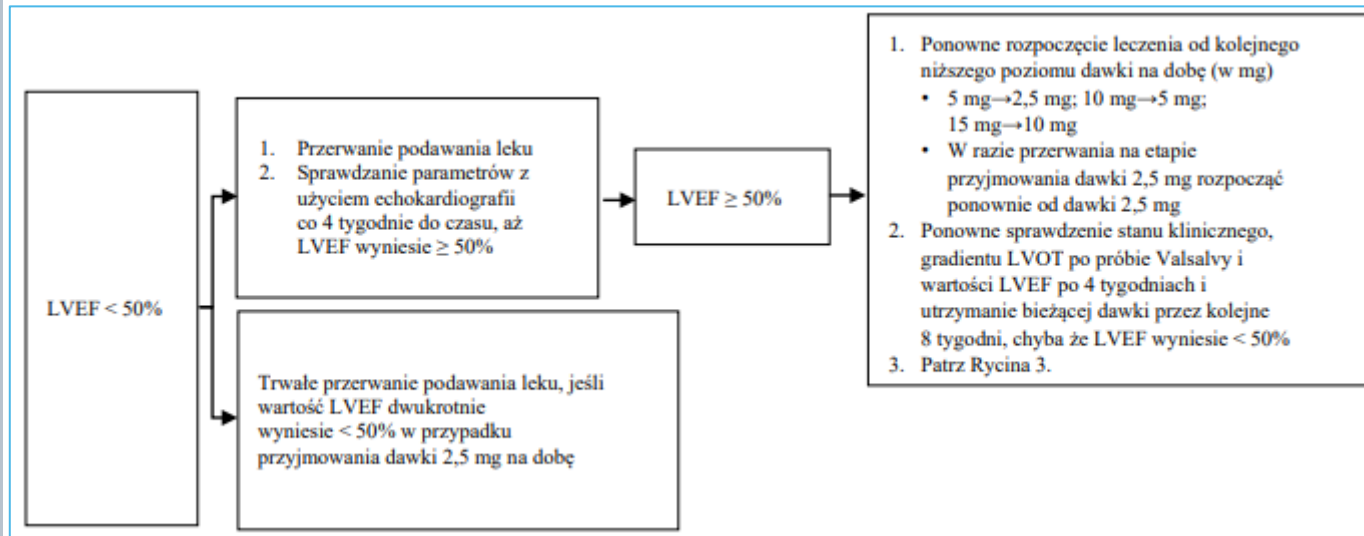 LVEF < 50%
1. Przerwanie podawania leku
2. Sprawdzanie parametrów z
użyciem echokardiografii
co 4 tygodnie do czasu, aż
LVEF wyniesie ≥ 50%
Trwałe przerwanie podawania leku, jeśli
wartość LVEF dwukrotnie
wyniesie < 50% w przypadku
przyjmowania dawki 2,5 mg na dobę
LVEF ≥ 50%
1. Ponowne rozpoczęcie leczenia od kolejnego
niższego poziomu dawki na dobę (w mg)
• 5 mg→2,5 mg; 10 mg→5 mg;
15 mg→10 mg
• W razie przerwania na etapie
przyjmowania dawki 2,5 mg rozpocząć
ponownie od dawki 2,5 mg
2. Ponowne sprawdzenie stanu klinicznego,
gradientu LVOT po próbie Valsalvy i
wartości LVEF po 4 tygodniach i
utrzymanie bieżącej dawki przez kolejne
8 tygodni, chyba że LVEF wyniesie < 50%
3. Patrz Rycina 3.